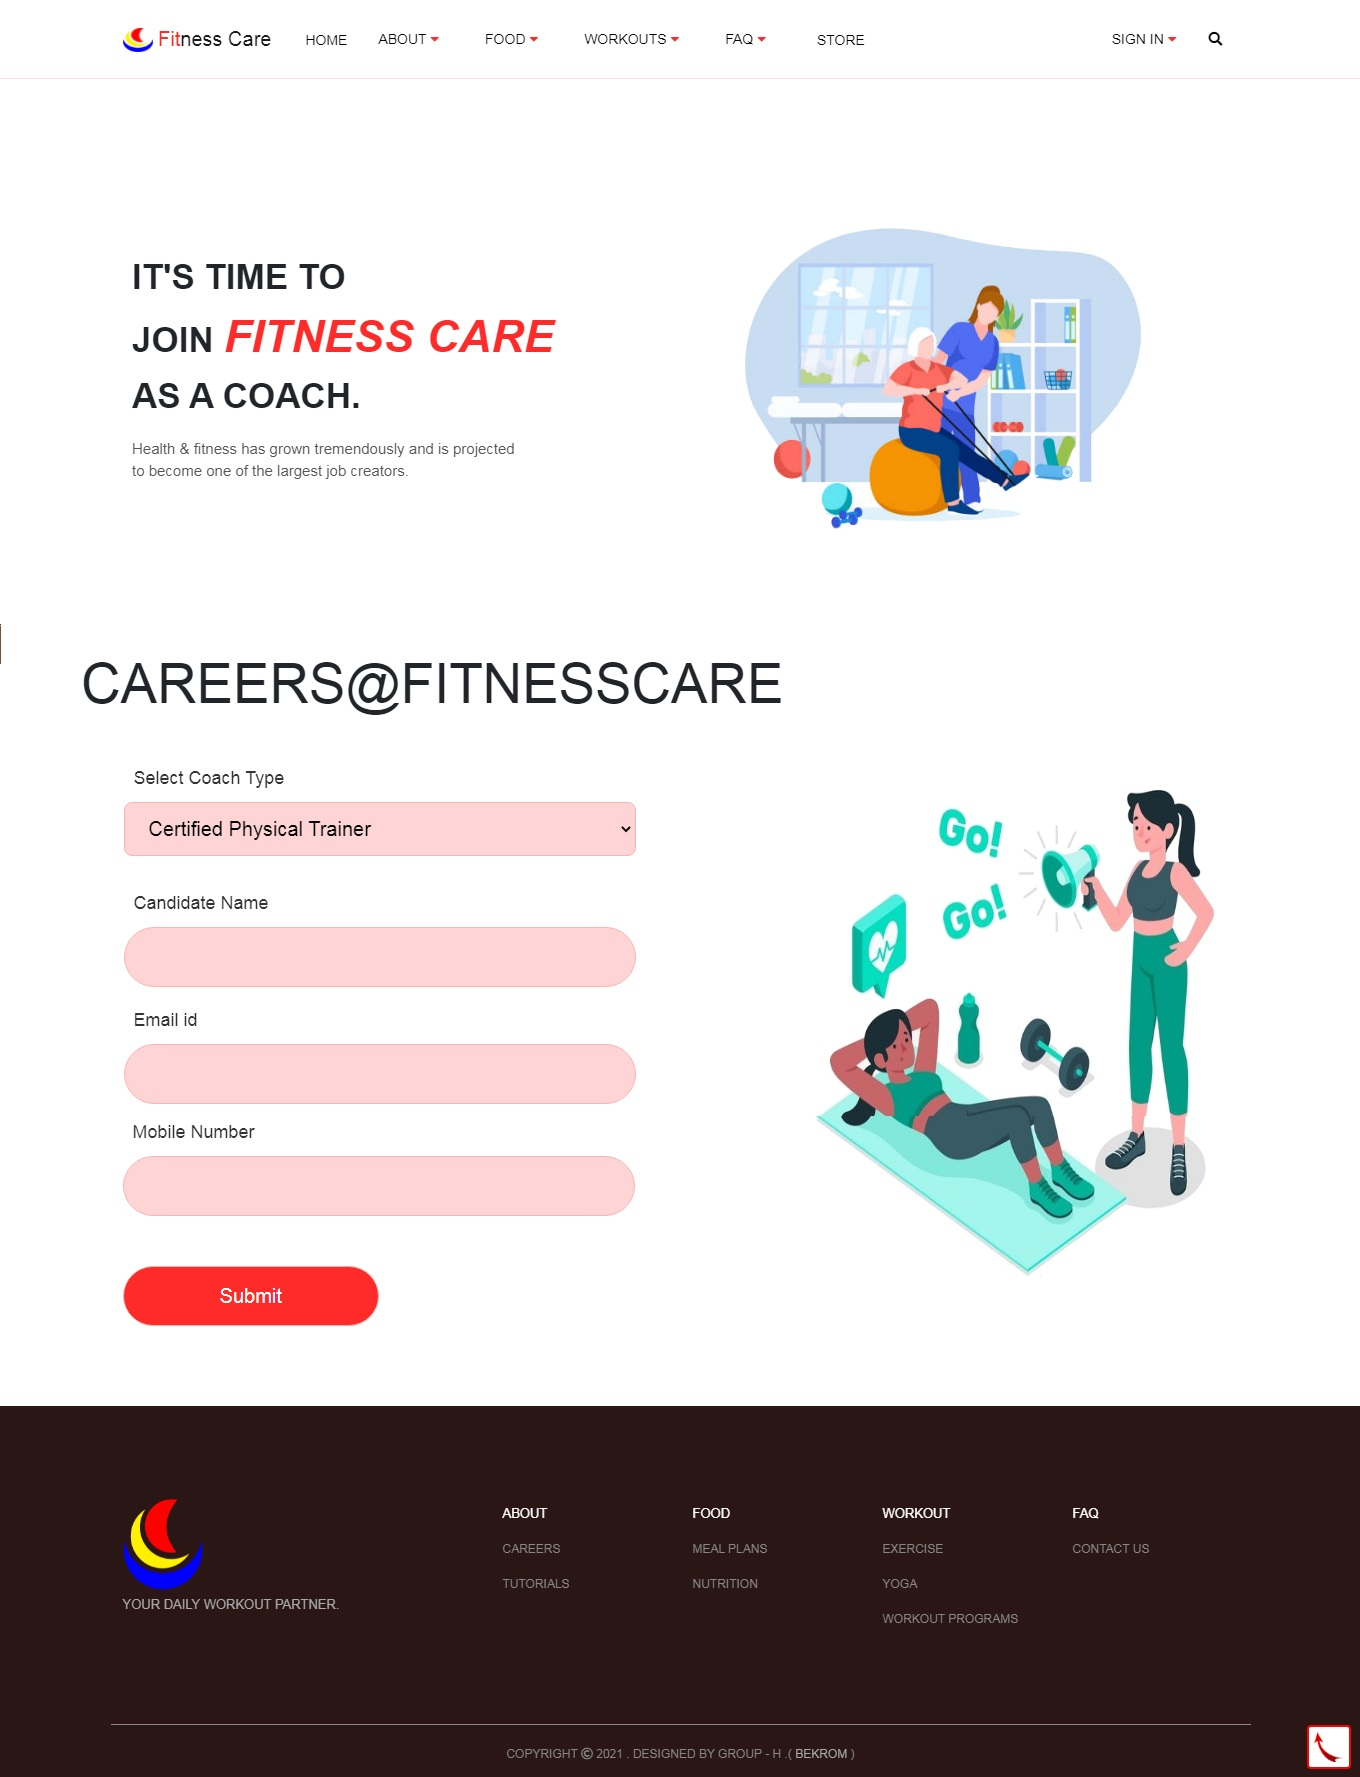 Fitness Care HOME ABOUT FOOD WORKOUTS FAQ STORE SIGN IN
IT'S TIME TO
JOIN FITNESS CARE
AS A COACH.
Health & fitness has grown tremendously and is projected
to become one of the largest job creators.
CAREERS@FITNESSCARE
Select Coach Type
Certified Physical Trainer
Candidate Name
Email id
Mobile Number
Submit
Go!
Go!
YOUR DAILY WORKOUT PARTNER.
ABOUT
CAREERS
TUTORIALS
FOOD
MEAL PLANS
NUTRITION
WORKOUT
EXERCISE
YOGA
WORKOUT PROGRAMS
FAQ
CONTACT US
COPYRIGHT © 2021 . DESIGNED BY GROUP - H .( BEKROM )